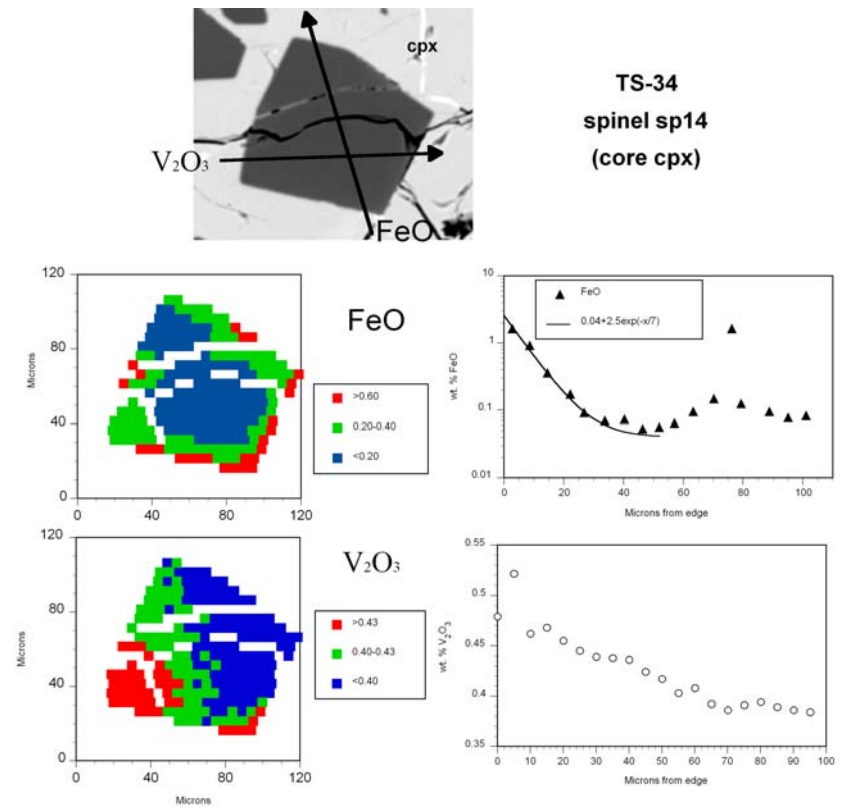 cpx
V₂O₃
FeO
TS-34
spinel sp14
(core cpx)
120
80
40
0
Microns
0
40
80
120
FeO
>0.60
0.20-0.40
<0.20
10
1
0.1
0.01
wt. % FeO
FeO
0.04+2.5exp(-x/7)
0
20
40
60
80
100
Microns from edge
120
80
40
0
Microns
0
40
80
120
Microns
V₂O₃
>0.43
0.40-0.43
<0.40
0.55
0.5
0.45
0.4
0.35
wt. % V₂O₃
0
10
20
30
40
50
60
70
80
90
100
Microns from edge